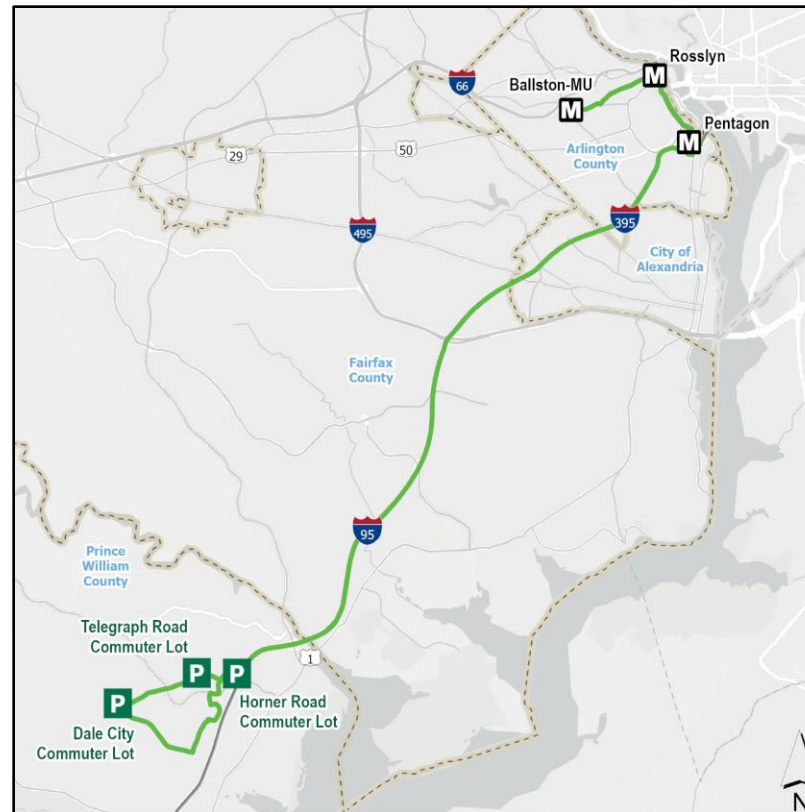 Rosslyn
M
Ballston-MU
M
66
Pentagon
M
29
50
Arlington
County
495
395
City of
Alexandria
Fairfax
County
95
Prince
William
County
Telegraph Road
Commuter Lot
1
P
P
P
Horner Road
Commuter Lot
Dale City
Commuter Lot
N